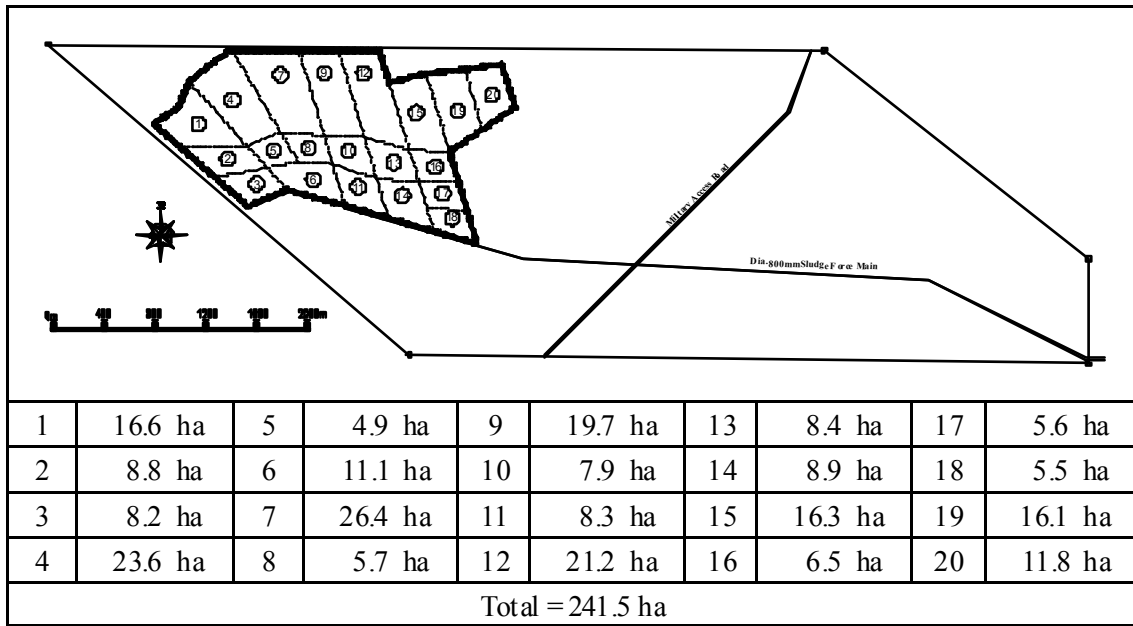 7 9 12
4 15 19 20
1
2 5 8 10 13 16
3 6 11 14 17
18
N
Military Access Road
Dia.800mmSludge Force Main
0m 400 800 1200 1600 2000m
1 16.6 ha 5 4.9 ha 9 19.7 ha 13 8.4 ha 17 5.6 ha
2 8.8 ha 6 11.1 ha 10 7.9 ha 14 8.9 ha 18 5.5 ha
3 8.2 ha 7 26.4 ha 11 8.3 ha 15 16.3 ha 19 16.1 ha
4 23.6 ha 8 5.7 ha 12 21.2 ha 16 6.5 ha 20 11.8 ha
Total = 241.5 ha